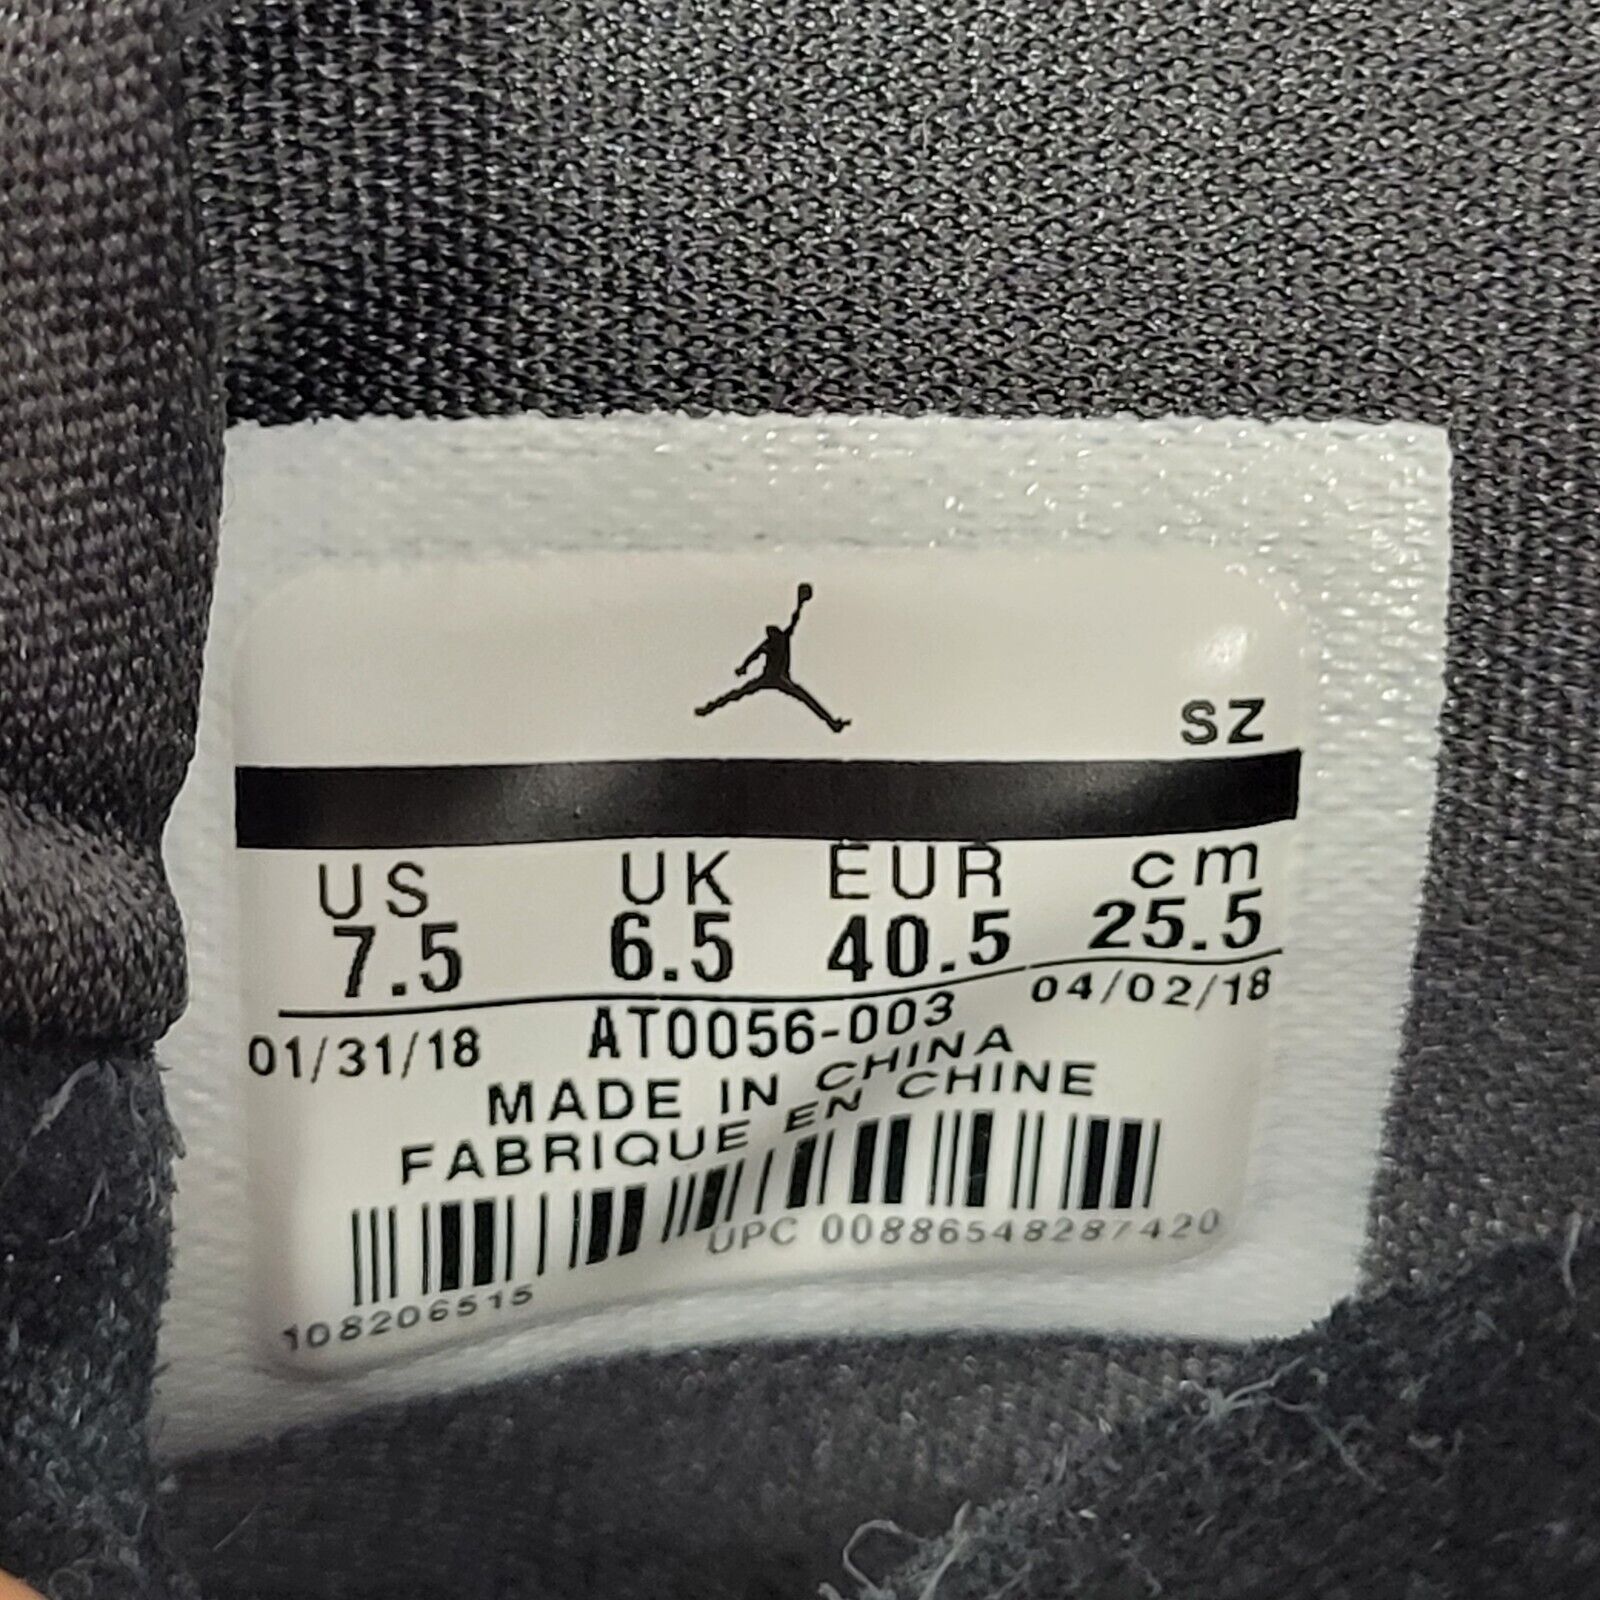 SZ
US UK EUR cm
7.5 6.5 40.5 25.5
01/31/18 AT0056-003 04/02/18
MADE IN CHINA
FABRIQUE EN CHINE
UPC 00886548287420
108206515